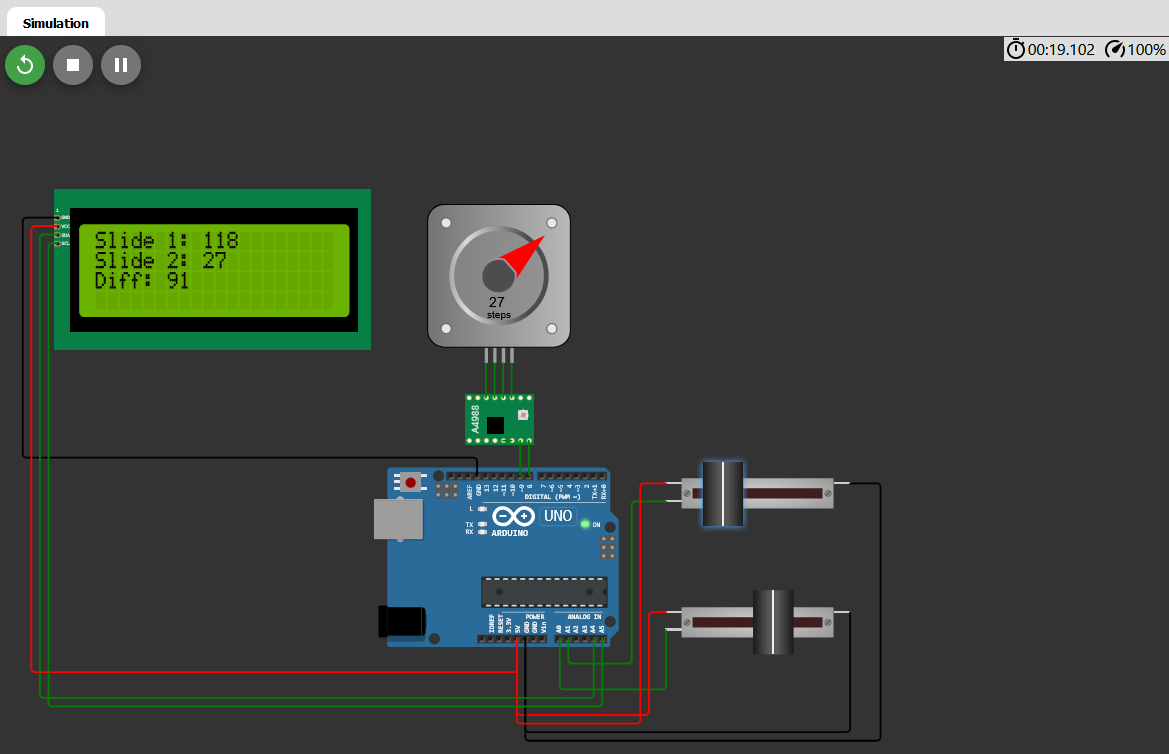 Simulation
00:19.102 100%
1
GND
VCC
SDA
SCL
Slide 1: 118
Slide 2: 27
Diff: 91
27
steps
A4988
AREF
GND
13
12
~11
~10
~9
8
7
~6
~5
4
~3
2
TX→1
RX←0
DIGITAL (PWM ~)
L
TX
RX
UNO
ON
ARDUINO
POWER
ANALOG IN
IOREF
RESET
3.3V
5V
GND
GND
Vin
A0
A1
A2
A3
A4
A5